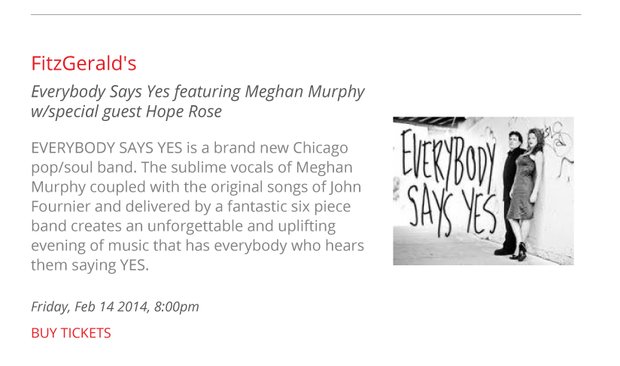 FitzGerald's
Everybody Says Yes featuring Meghan Murphy
w/special guest Hope Rose
EVERYBODY SAYS YES is a brand new Chicago
pop/soul band. The sublime vocals of Meghan
Murphy coupled with the original songs of John
Fournier and delivered by a fantastic six piece
band creates an unforgettable and uplifting
evening of music that has everybody who hears
them saying YES.
Friday, Feb 14 2014, 8:00pm
BUY TICKETS
EVERYBODY
SAYS YES